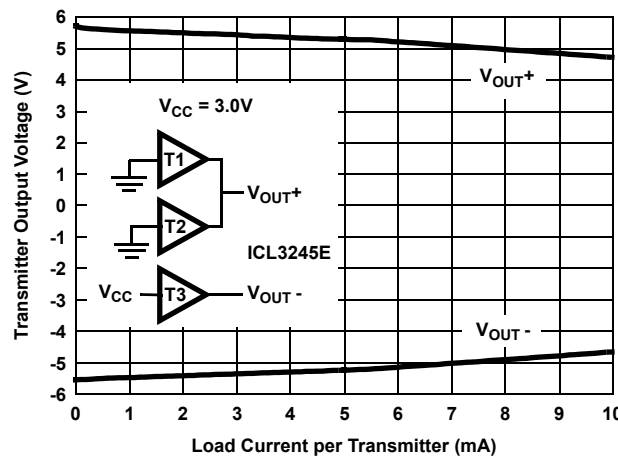 Transmitter Output Voltage (V)
6
5
4
3
2
1
0
-1
-2
-3
-4
-5
-6
VOUT+
VCC = 3.0V
T1
VOUT+
T2
ICL3245E
VCC
T3
VOUT -
VOUT -
0 1 2 3 4 5 6 7 8 9 10
Load Current per Transmitter (mA)